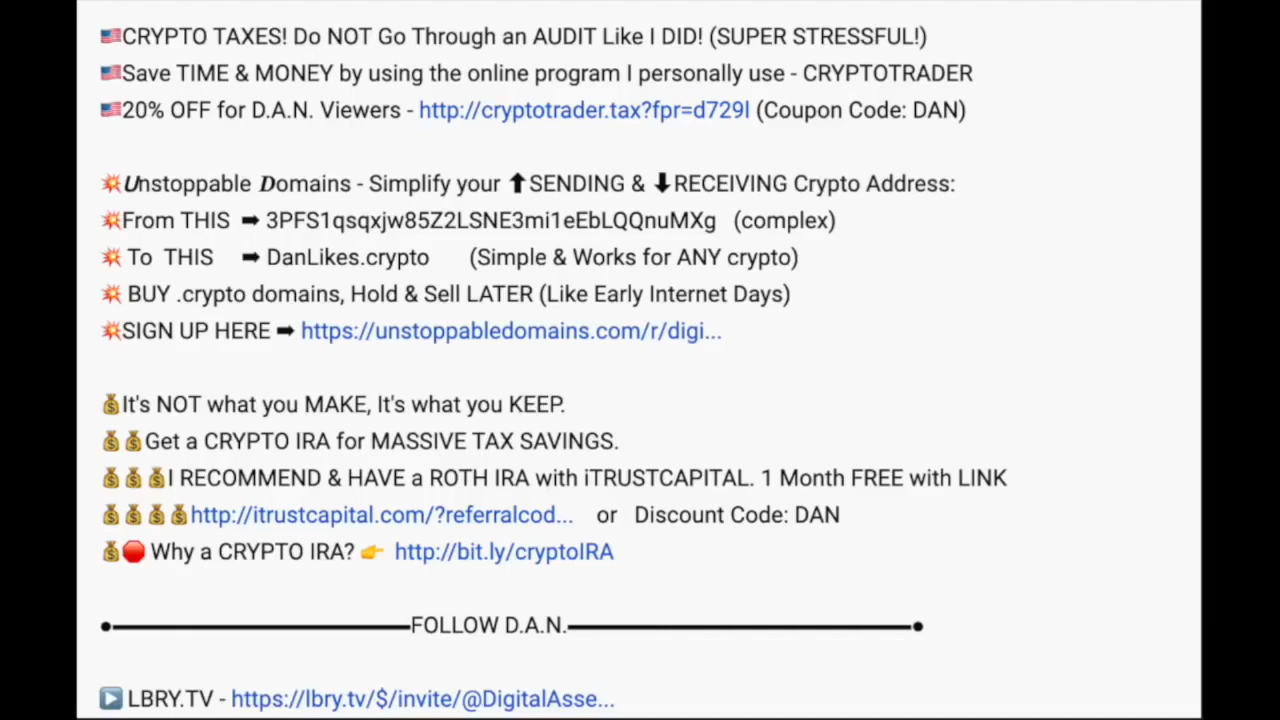 🇺🇸CRYPTO TAXES! Do NOT Go Through an AUDIT Like I DID! (SUPER STRESSFUL!)
🇺🇸Save TIME & MONEY by using the online program I personally use - CRYPTOTRADER
🇺🇸20% OFF for D.A.N. Viewers - http://cryptotrader.tax?fpr=d729l (Coupon Code: DAN)
💥𝑼nstoppable 𝑫omains - Simplify your ⬆SENDING & ⬇RECEIVING Crypto Address:
💥From THIS ➡ 3PFS1qsqxjw85Z2LSNE3mi1eEbLQQnuMXg (complex)
💥 To THIS ➡ DanLikes.crypto (Simple & Works for ANY crypto)
💥 BUY .crypto domains, Hold & Sell LATER (Like Early Internet Days)
💥SIGN UP HERE ➡ https://unstoppabledomains.com/r/digi...
💰It's NOT what you MAKE, It's what you KEEP.
💰💰Get a CRYPTO IRA for MASSIVE TAX SAVINGS.
💰💰💰I RECOMMEND & HAVE a ROTH IRA with iTRUSTCAPITAL. 1 Month FREE with LINK
💰💰💰💰http://itrustcapital.com/?referralcod... or Discount Code: DAN
💰🛑 Why a CRYPTO IRA? 👉 http://bit.ly/cryptoIRA
●▬▬▬▬▬▬▬▬▬▬FOLLOW D.A.N.▬▬▬▬▬▬▬▬▬▬●
▶️ LBRY.TV - https://lbry.tv/$/invite/@DigitalAsse...